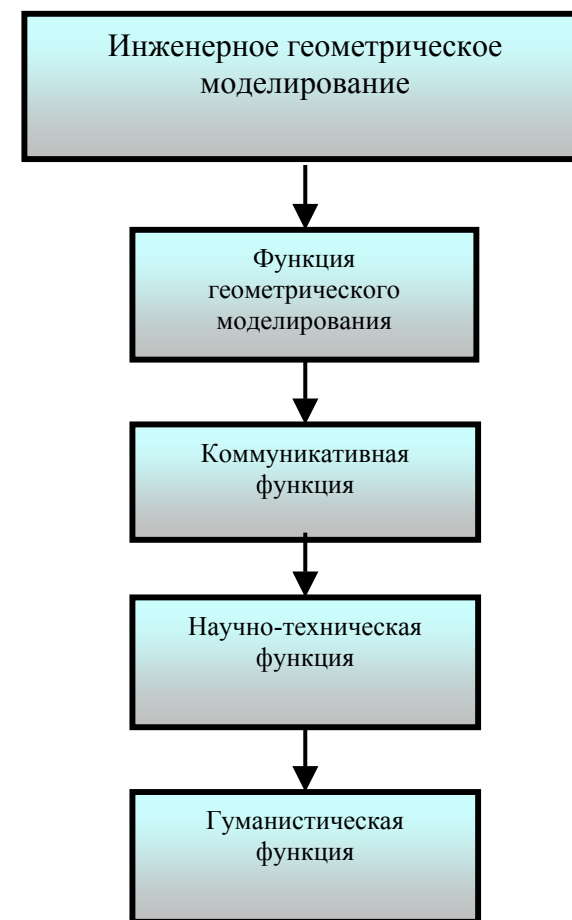 Инженерное геометрическое
моделирование
Функция
геометрического
моделирования
Коммуникативная
функция
Научно-техническая
функция
Гуманистическая
функция